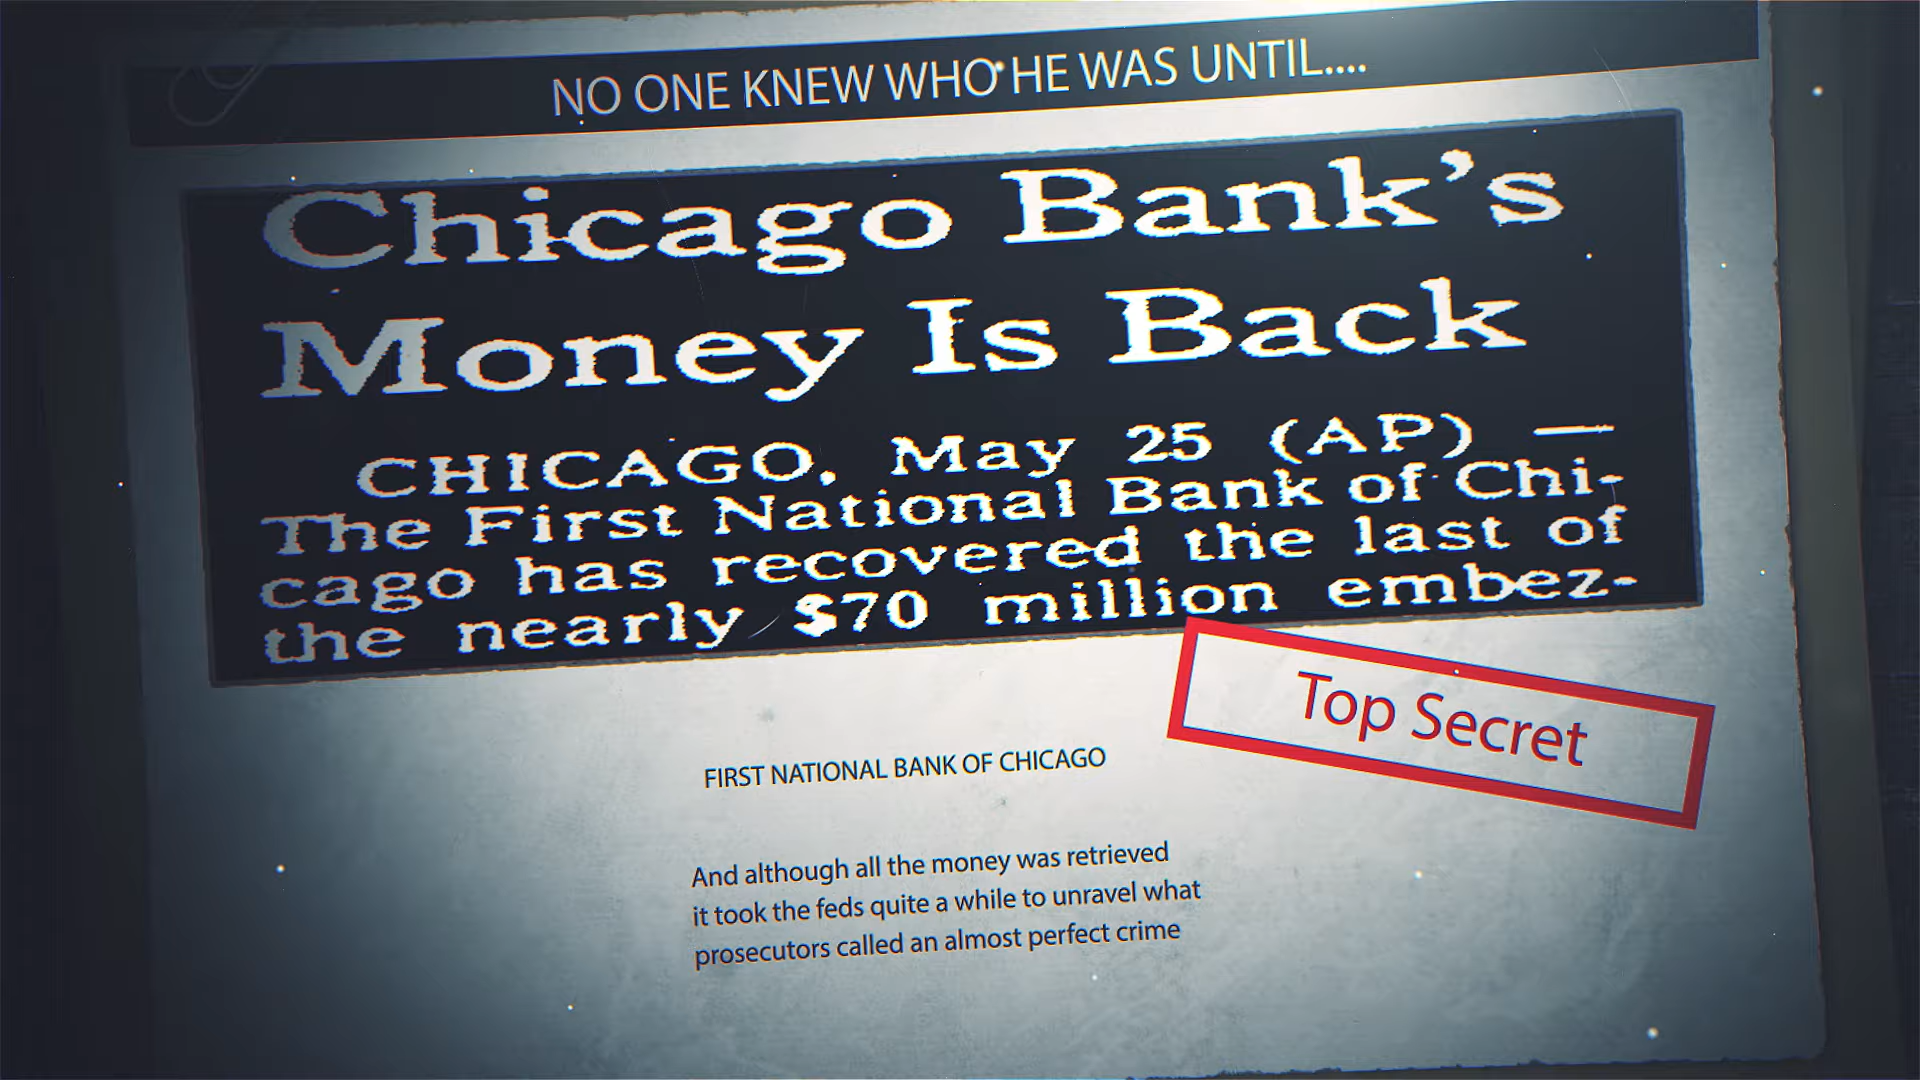 NO ONE KNEW WHO HE WAS UNTIL....
Chicago Bank's
Money Is Back
CHICAGO, May 25 (AP) —
The First National Bank of Chi-
cago has recovered the last of
the nearly $70 million embez-
Top Secret
FIRST NATIONAL BANK OF CHICAGO
And although all the money was retrieved
it took the feds quite a while to unravel what
prosecutors called an almost perfect crime